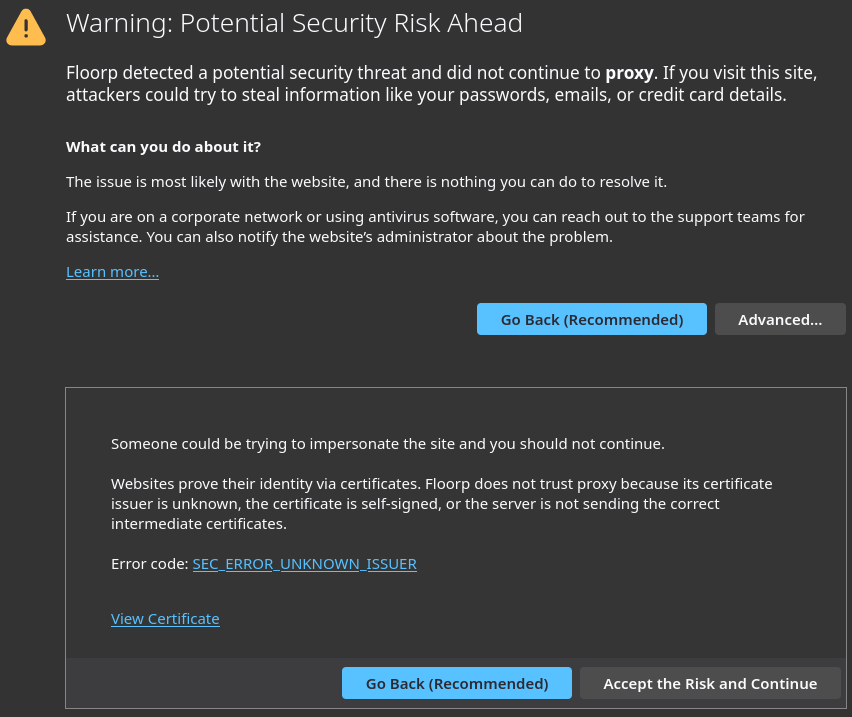 Warning: Potential Security Risk Ahead
Floorp detected a potential security threat and did not continue to proxy. If you visit this site,
attackers could try to steal information like your passwords, emails, or credit card details.
What can you do about it?
The issue is most likely with the website, and there is nothing you can do to resolve it.
If you are on a corporate network or using antivirus software, you can reach out to the support teams for
assistance. You can also notify the website’s administrator about the problem.
Learn more…
Go Back (Recommended)
Advanced…
Someone could be trying to impersonate the site and you should not continue.
Websites prove their identity via certificates. Floorp does not trust proxy because its certificate
issuer is unknown, the certificate is self-signed, or the server is not sending the correct
intermediate certificates.
Error code: SEC_ERROR_UNKNOWN_ISSUER
View Certificate
Go Back (Recommended)
Accept the Risk and Continue